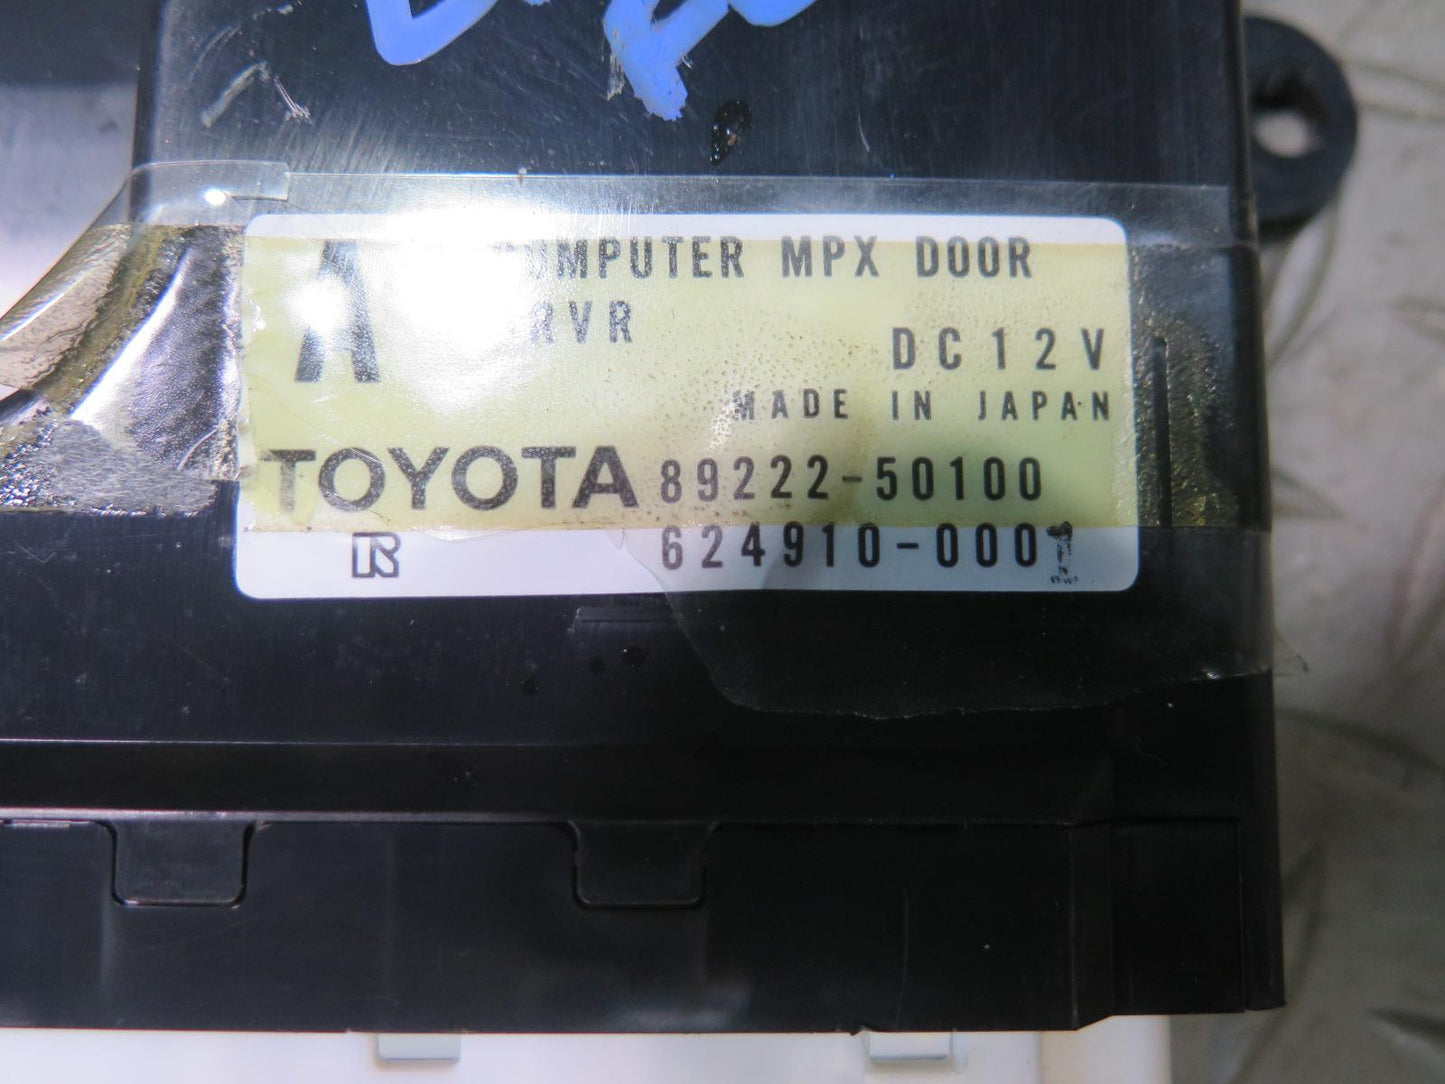 A
COMPUTER MPX DOOR
RVR
DC12V
MADE IN JAPAN
TOYOTA 89222-50100
R 624910-0001